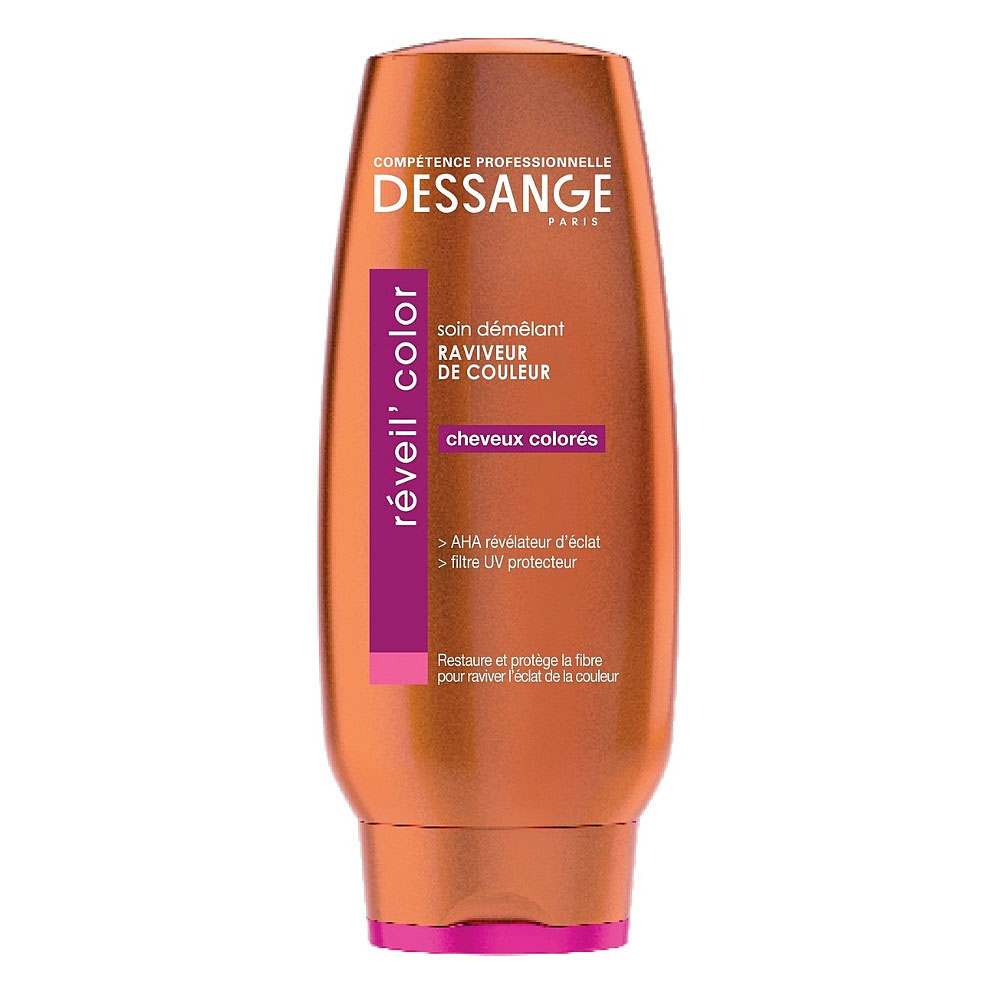 COMPÉTENCE PROFESSIONNELLE
DESSANGE
PARIS
réveil' color
soin démêlant
RAVIVEUR
DE COULEUR
cheveux colorés
> AHA révélateur d'éclat
> filtre UV protecteur
Restaure et protège la fibre
pour raviver l'éclat de la couleur